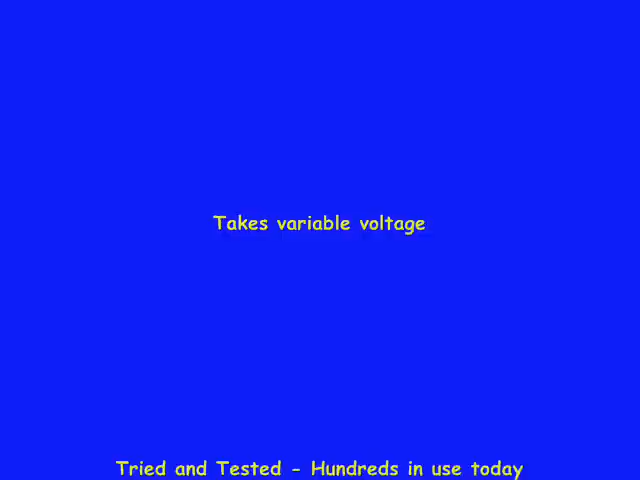 Takes variable voltage
Tried and Tested - Hundreds in use today